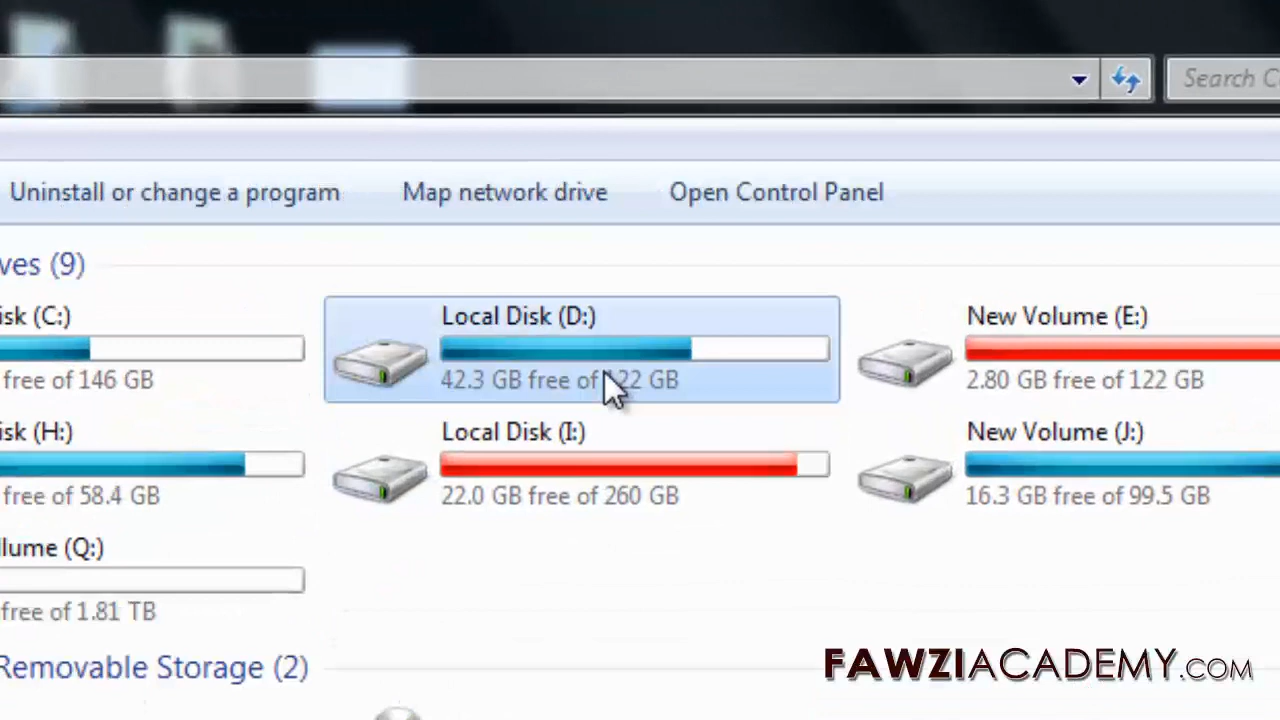 Search C
Uninstall or change a program Map network drive Open Control Panel
ves (9)
isk (C:) Local Disk (D:) New Volume (E:)
free of 146 GB 42.3 GB free of 122 GB 2.80 GB free of 122 GB
isk (H:) Local Disk (I:) New Volume (J:)
free of 58.4 GB 22.0 GB free of 260 GB 16.3 GB free of 99.5 GB
lume (Q:)
free of 1.81 TB
Removable Storage (2)
FAWZIACADEMY.COM